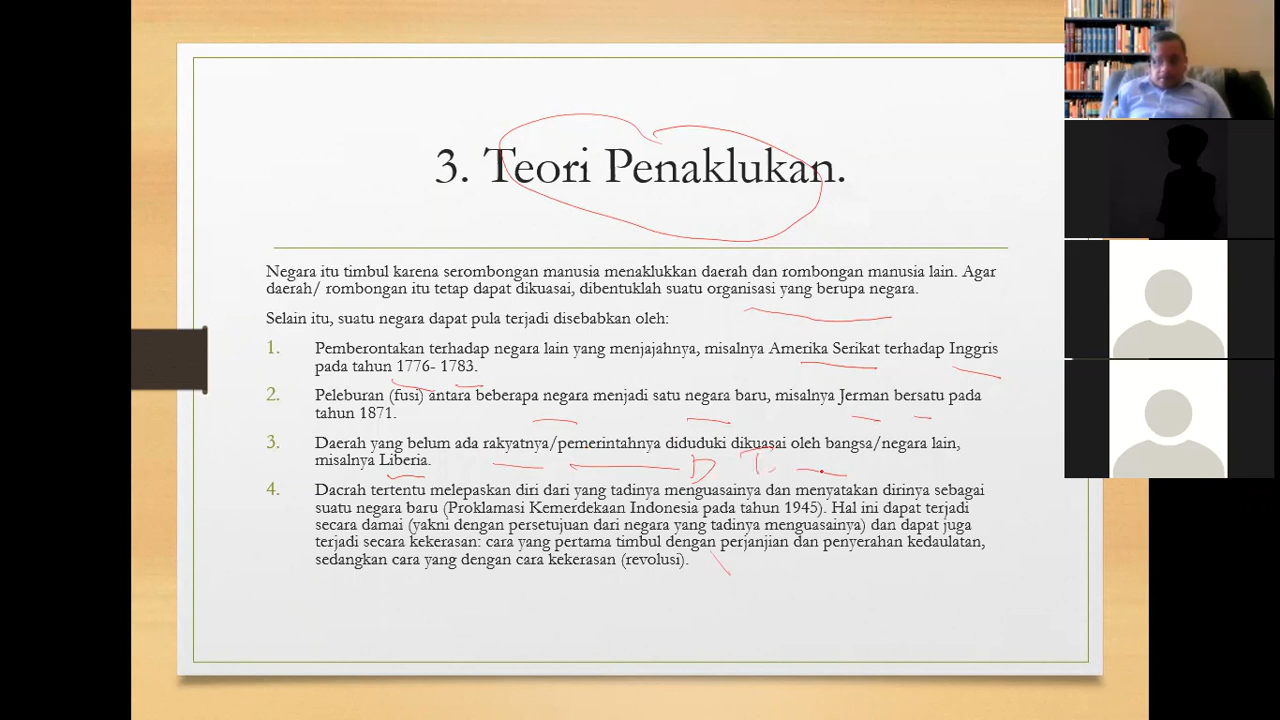 3. Teori Penaklukan.
Negara itu timbul karena serombongan manusia menaklukkan daerah dan rombongan manusia lain. Agar
daerah/ rombongan itu tetap dapat dikuasai, dibentuklah suatu organisasi yang berupa negara.
Selain itu, suatu negara dapat pula terjadi disebabkan oleh:
1. Pemberontakan terhadap negara lain yang menjajahnya, misalnya Amerika Serikat terhadap Inggris
pada tahun 1776- 1783.
2. Peleburan (fusi) antara beberapa negara menjadi satu negara baru, misalnya Jerman bersatu pada
tahun 1871.
3. Daerah yang belum ada rakyatnya/pemerintahnya diduduki dikuasai oleh bangsa/negara lain,
misalnya Liberia.
D T.
4. Dacrah tertentu melepaskan diri dari yang tadinya menguasainya dan menyatakan dirinya sebagai
suatu negara baru (Proklamasi Kemerdekaan Indonesia pada tahun 1945). Hal ini dapat terjadi
secara damai (yakni dengan persetujuan dari negara yang tadinya menguasainya) dan dapat juga
terjadi secara kekerasan: cara yang pertama timbul dengan perjanjian dan penyerahan kedaulatan,
sedangkan cara yang dengan cara kekerasan (revolusi).